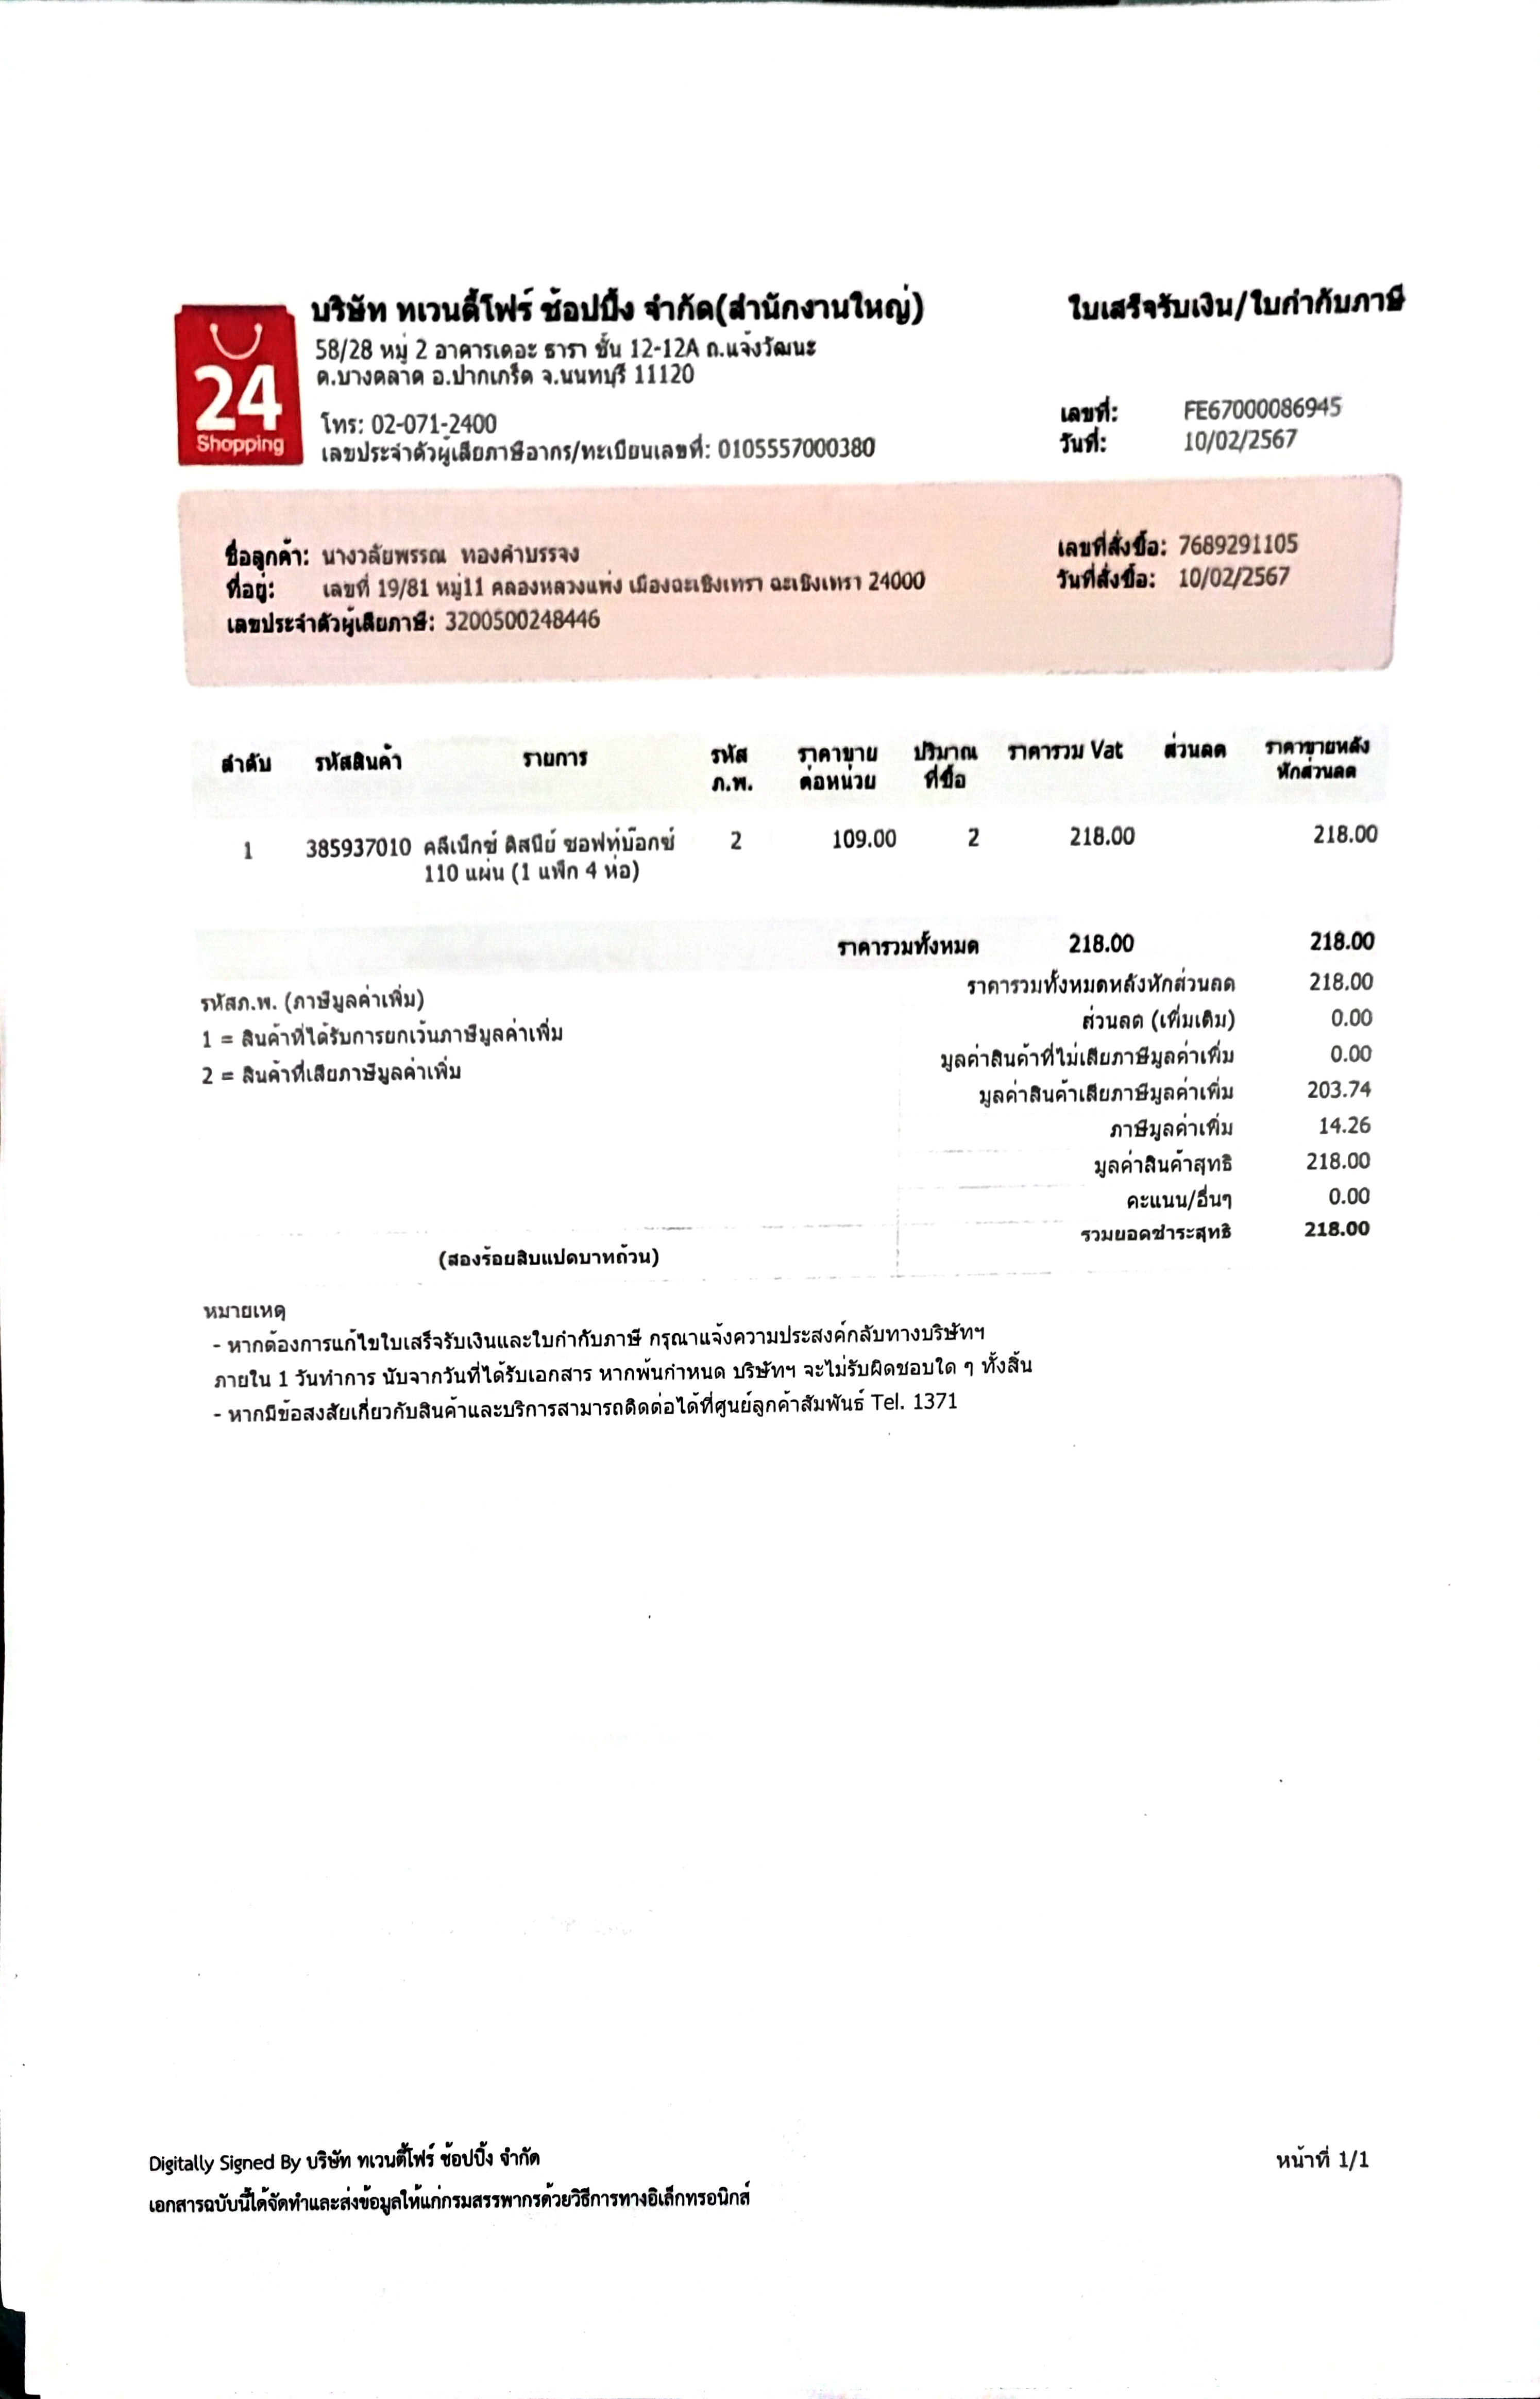 24
Shopping
บริษัท ทเวนตี้โฟร์ ช้อปปิ้ง จำกัด(สำนักงานใหญ่)
ใบเสร็จรับเงิน/ใบกำกับภาษี
58/28 หมู่ 2 อาคารเดอะ ธารา ชั้น 12-12A ถ.แจ้งวัฒนะ
ต.บางตลาด อ.ปากเกร็ด จ.นนทบุรี 11120
โทร: 02-071-2400
เลขที่: FE67000086945
เลขประจำตัวผู้เสียภาษีอากร/ทะเบียนเลขที่: 0105557000380
วันที่: 10/02/2567
ชื่อลูกค้า: นางวลัยพรรณ ทองคำบรรจง
เลขที่สั่งซื้อ: 7689291105
ที่อยู่: เลขที่ 19/81 หมู่11 คลองหลวงแพ่ง เมืองฉะเชิงเทรา ฉะเชิงเทรา 24000
วันที่สั่งซื้อ: 10/02/2567
เลขประจำตัวผู้เสียภาษี: 3200500248446
ลำดับ รหัสสินค้า รายการ รหัส ภ.พ. ราคาขาย ต่อหน่วย ปริมาณ ที่ซื้อ ราคารวม Vat ส่วนลด ราคาขายหลัง หักส่วนลด
1 385937010 คลีเน็กซ์ ดิสนีย์ ซอฟท์บ๊อกซ์ 2 109.00 2 218.00 218.00
110 แผ่น (1 แพ็ก 4 ห่อ)
ราคารวมทั้งหมด 218.00 218.00
ราคารวมทั้งหมดหลังหักส่วนลด 218.00
รหัสภ.พ. (ภาษีมูลค่าเพิ่ม)
ส่วนลด (เพิ่มเติม) 0.00
1 = สินค้าที่ได้รับการยกเว้นภาษีมูลค่าเพิ่ม
มูลค่าสินค้าที่ไม่เสียภาษีมูลค่าเพิ่ม 0.00
2 = สินค้าที่เสียภาษีมูลค่าเพิ่ม
มูลค่าสินค้าเสียภาษีมูลค่าเพิ่ม 203.74
ภาษีมูลค่าเพิ่ม 14.26
มูลค่าสินค้าสุทธิ 218.00
คะแนน/อื่นๆ 0.00
รวมยอดชำระสุทธิ 218.00
(สองร้อยสิบแปดบาทถ้วน)
หมายเหตุ
- หากต้องการแก้ไขใบเสร็จรับเงินและใบกำกับภาษี กรุณาแจ้งความประสงค์กลับทางบริษัทฯ
ภายใน 1 วันทำการ นับจากวันที่ได้รับเอกสาร หากพ้นกำหนด บริษัทฯ จะไม่รับผิดชอบใด ๆ ทั้งสิ้น
- หากมีข้อสงสัยเกี่ยวกับสินค้าและบริการสามารถติดต่อได้ที่ศูนย์ลูกค้าสัมพันธ์ Tel. 1371
Digitally Signed By บริษัท ทเวนตี้โฟร์ ช้อปปิ้ง จำกัด
หน้าที่ 1/1
เอกสารฉบับนี้ได้จัดทำและส่งข้อมูลให้แก่กรมสรรพากรด้วยวิธีการทางอิเล็กทรอนิกส์